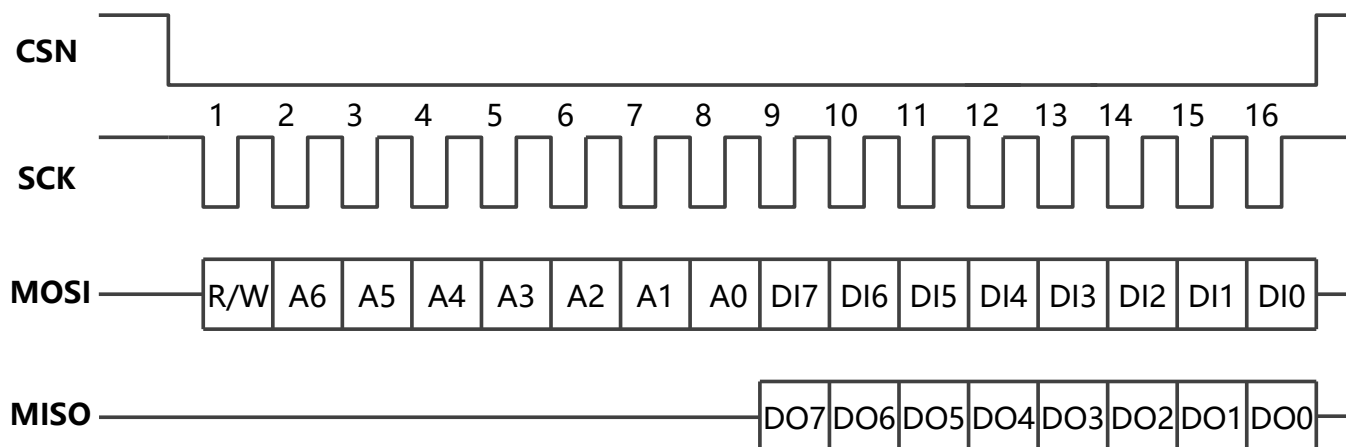 CSN
1 2 3 4 5 6 7 8 9 10 11 12 13 14 15 16
SCK
MOSI R/W A6 A5 A4 A3 A2 A1 A0 DI7 DI6 DI5 DI4 DI3 DI2 DI1 DI0
MISO DO7 DO6 DO5 DO4 DO3 DO2 DO1 DO0